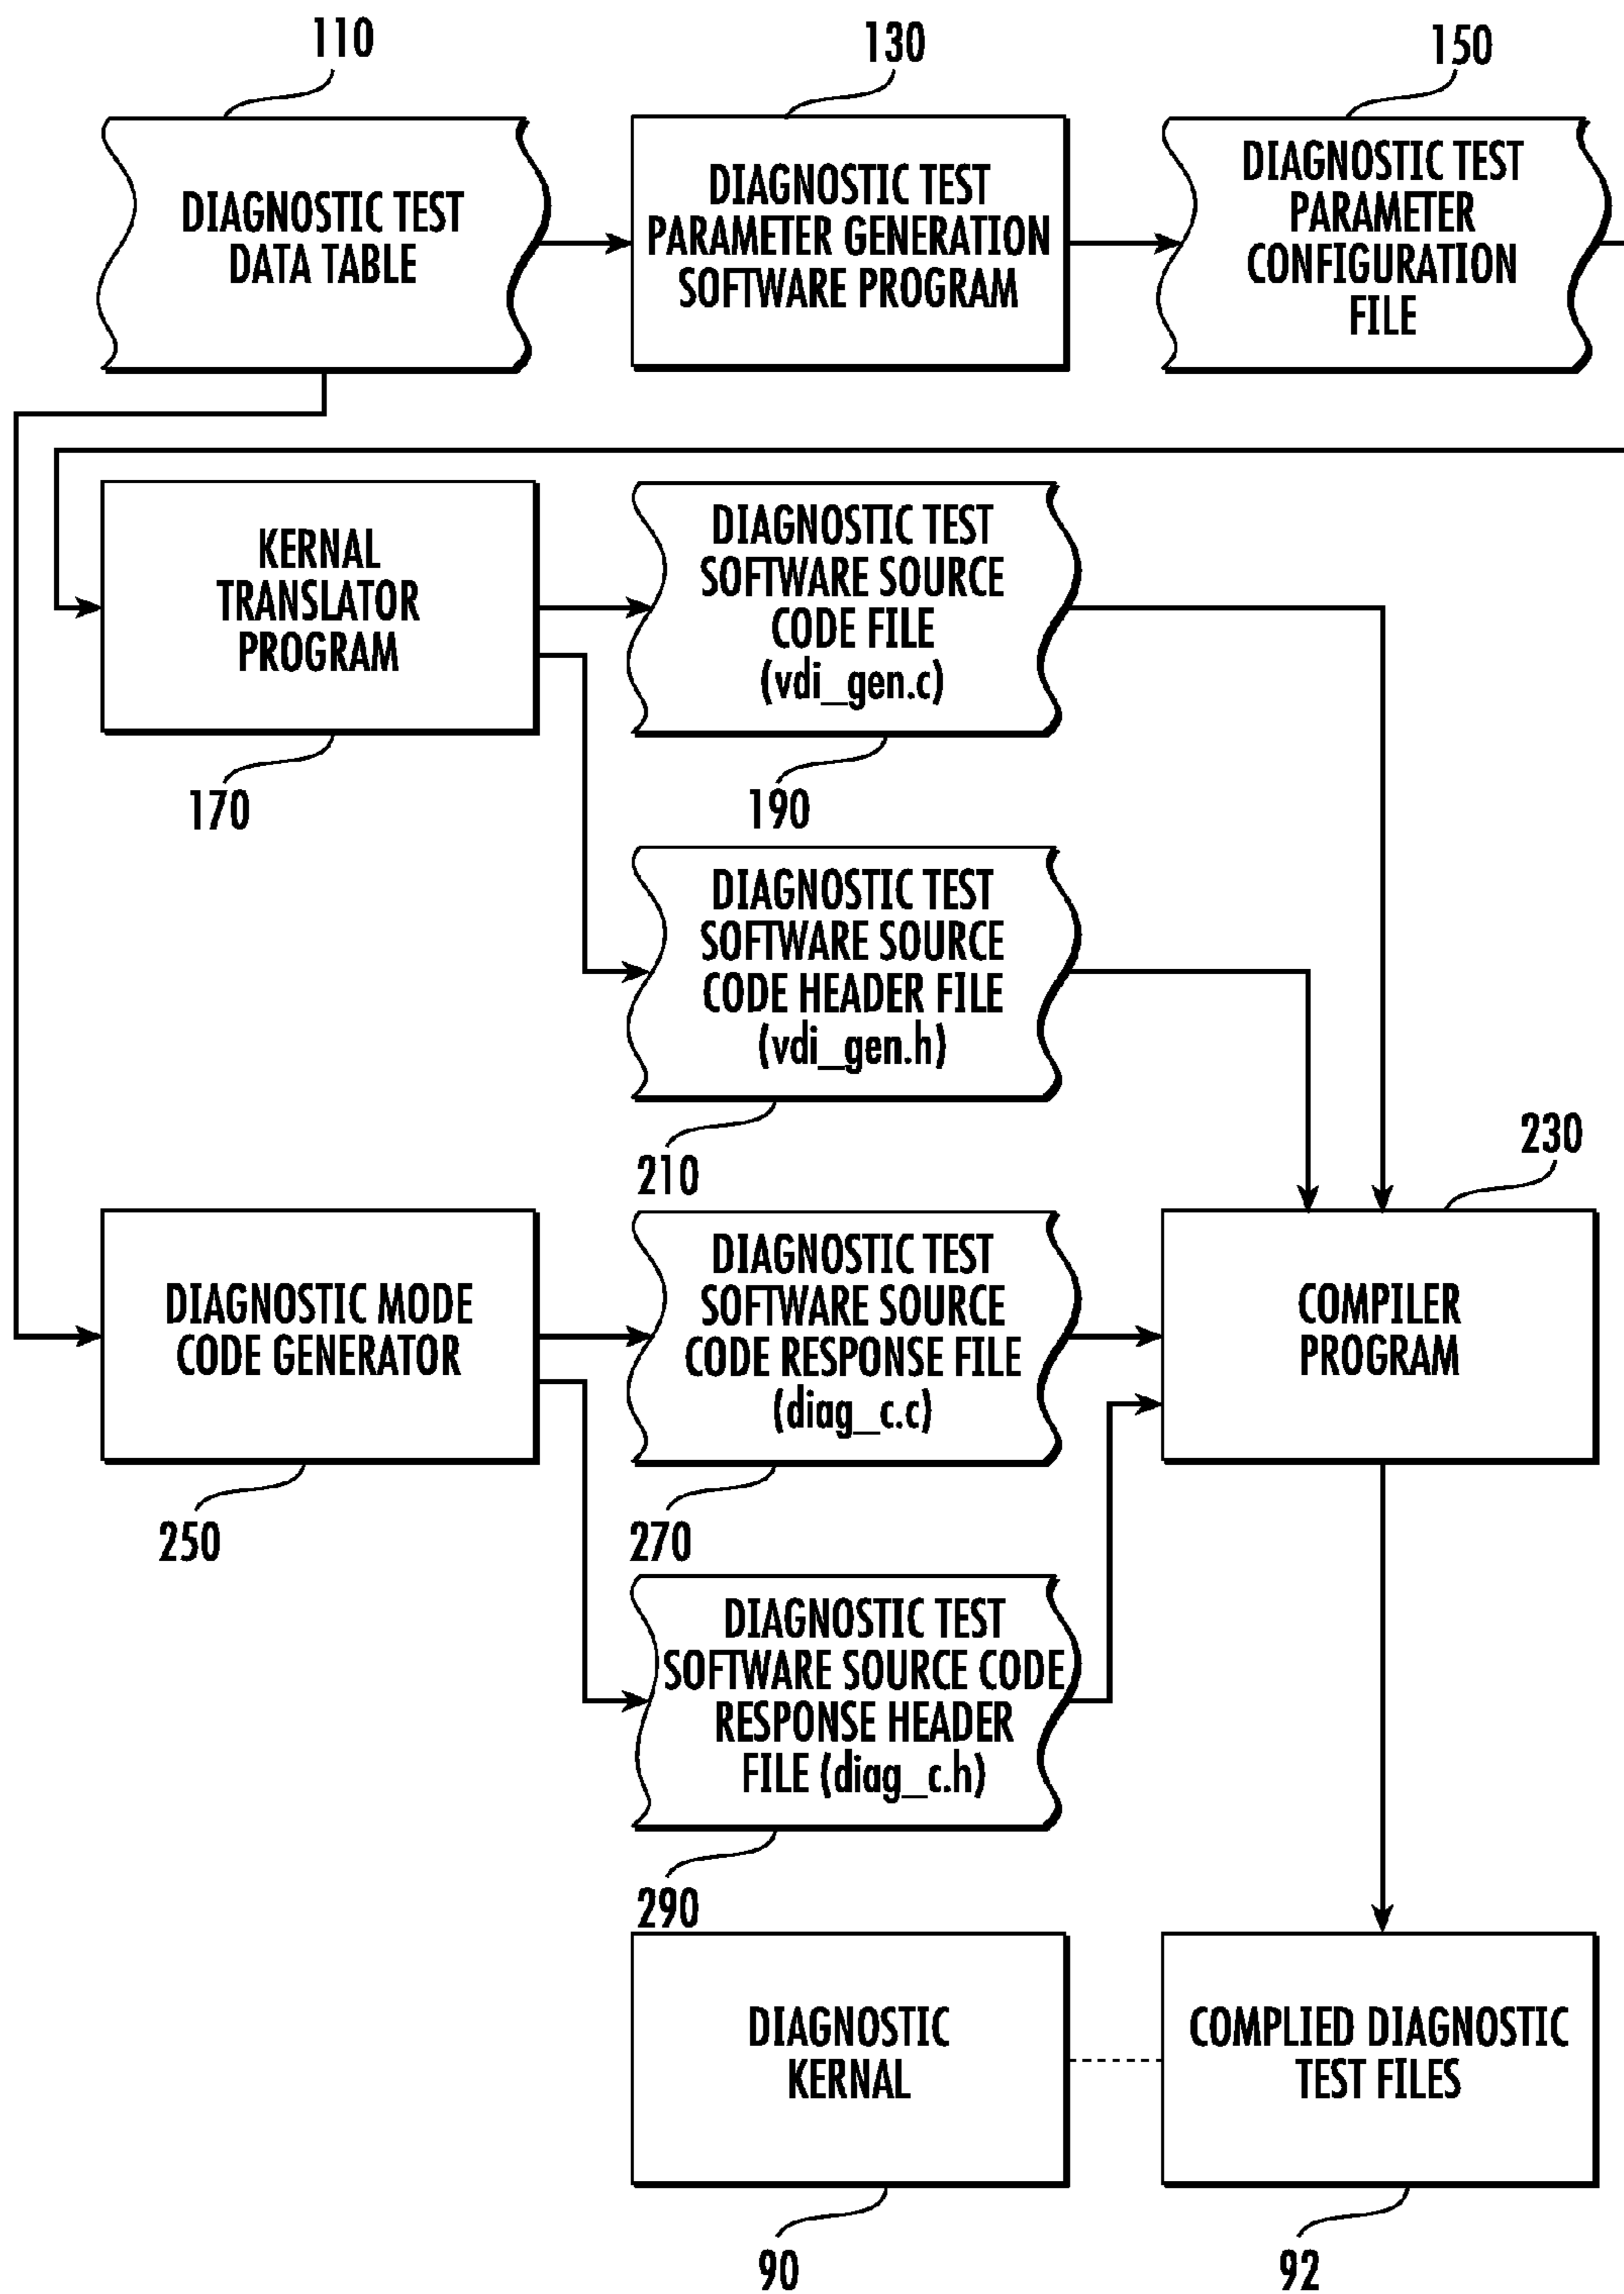 110
130
150
DIAGNOSTIC TEST
DATA TABLE
DIAGNOSTIC TEST
PARAMETER GENERATION
SOFTWARE PROGRAM
DIAGNOSTIC TEST
PARAMETER
CONFIGURATION
FILE
KERNAL
TRANSLATOR
PROGRAM
170
DIAGNOSTIC TEST
SOFTWARE SOURCE
CODE FILE
(vdi_gen.c)
190
DIAGNOSTIC TEST
SOFTWARE SOURCE
CODE HEADER FILE
(vdi_gen.h)
210
230
DIAGNOSTIC MODE
CODE GENERATOR
250
DIAGNOSTIC TEST
SOFTWARE SOURCE
CODE RESPONSE FILE
(diag_c.c)
270
COMPILER
PROGRAM
DIAGNOSTIC TEST
SOFTWARE SOURCE CODE
RESPONSE HEADER
FILE (diag_c.h)
290
DIAGNOSTIC
KERNAL
90
COMPLIED DIAGNOSTIC
TEST FILES
92